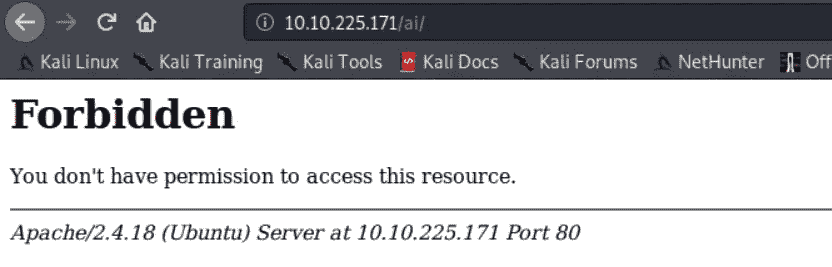 10.10.225.171/ai/
Kali Linux Kali Training Kali Tools Kali Docs Kali Forums NetHunter Off
Forbidden
You don't have permission to access this resource.
Apache/2.4.18 (Ubuntu) Server at 10.10.225.171 Port 80